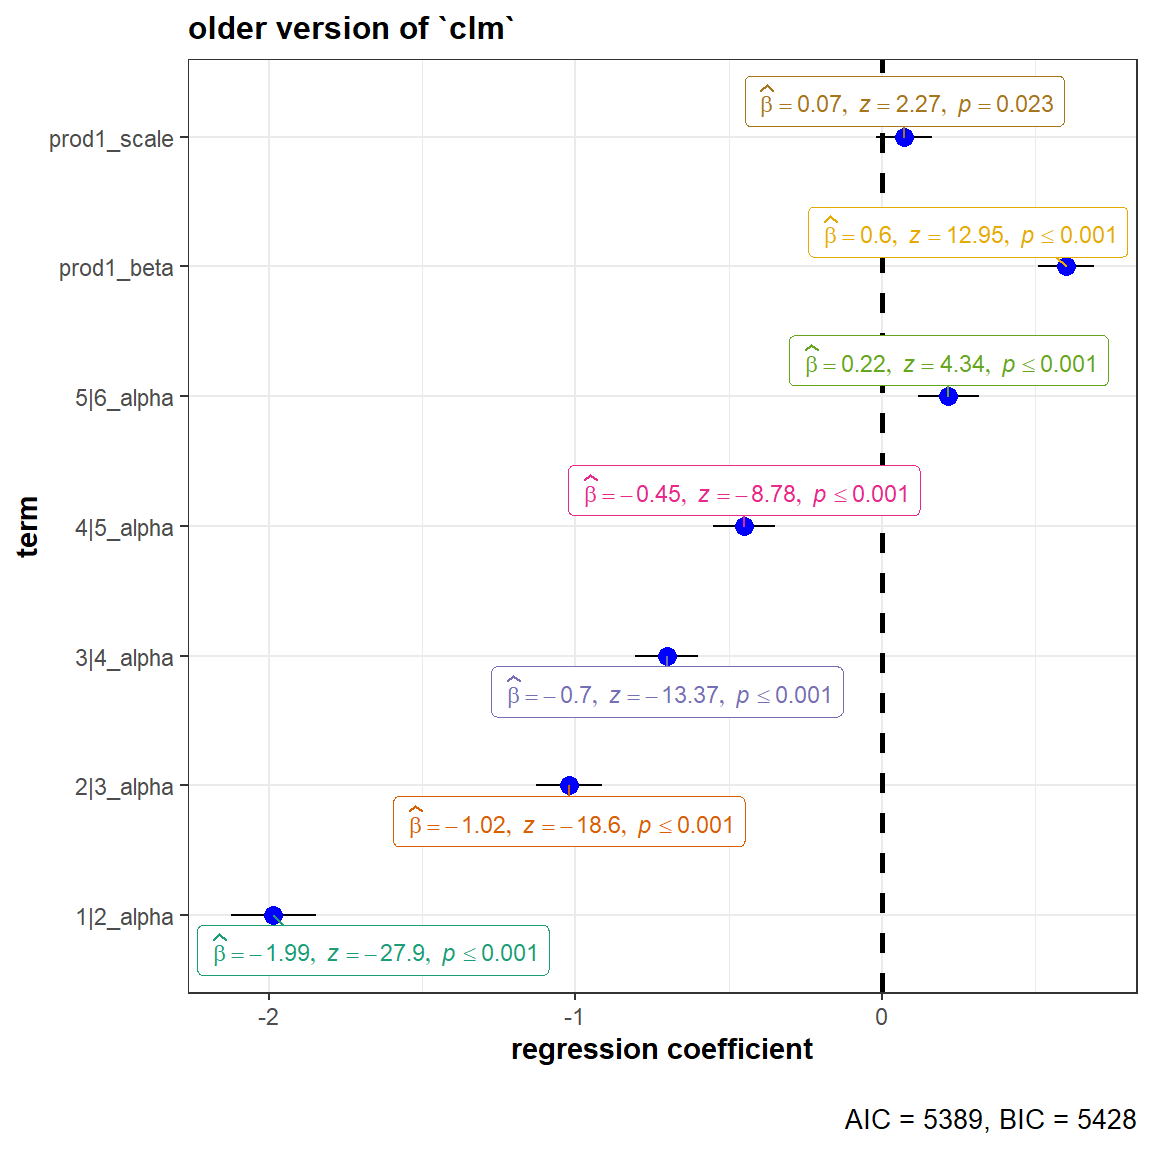 older version of `clm`
term
prod1_scale
β̂ = 0.07, z = 2.27, p = 0.023
prod1_beta
β̂ = 0.6, z = 12.95, p ≤ 0.001
5|6_alpha
β̂ = 0.22, z = 4.34, p ≤ 0.001
4|5_alpha
β̂ = −0.45, z = −8.78, p ≤ 0.001
3|4_alpha
β̂ = −0.7, z = −13.37, p ≤ 0.001
2|3_alpha
β̂ = −1.02, z = −18.6, p ≤ 0.001
1|2_alpha
β̂ = −1.99, z = −27.9, p ≤ 0.001
-2 -1 0
regression coefficient
AIC = 5389, BIC = 5428